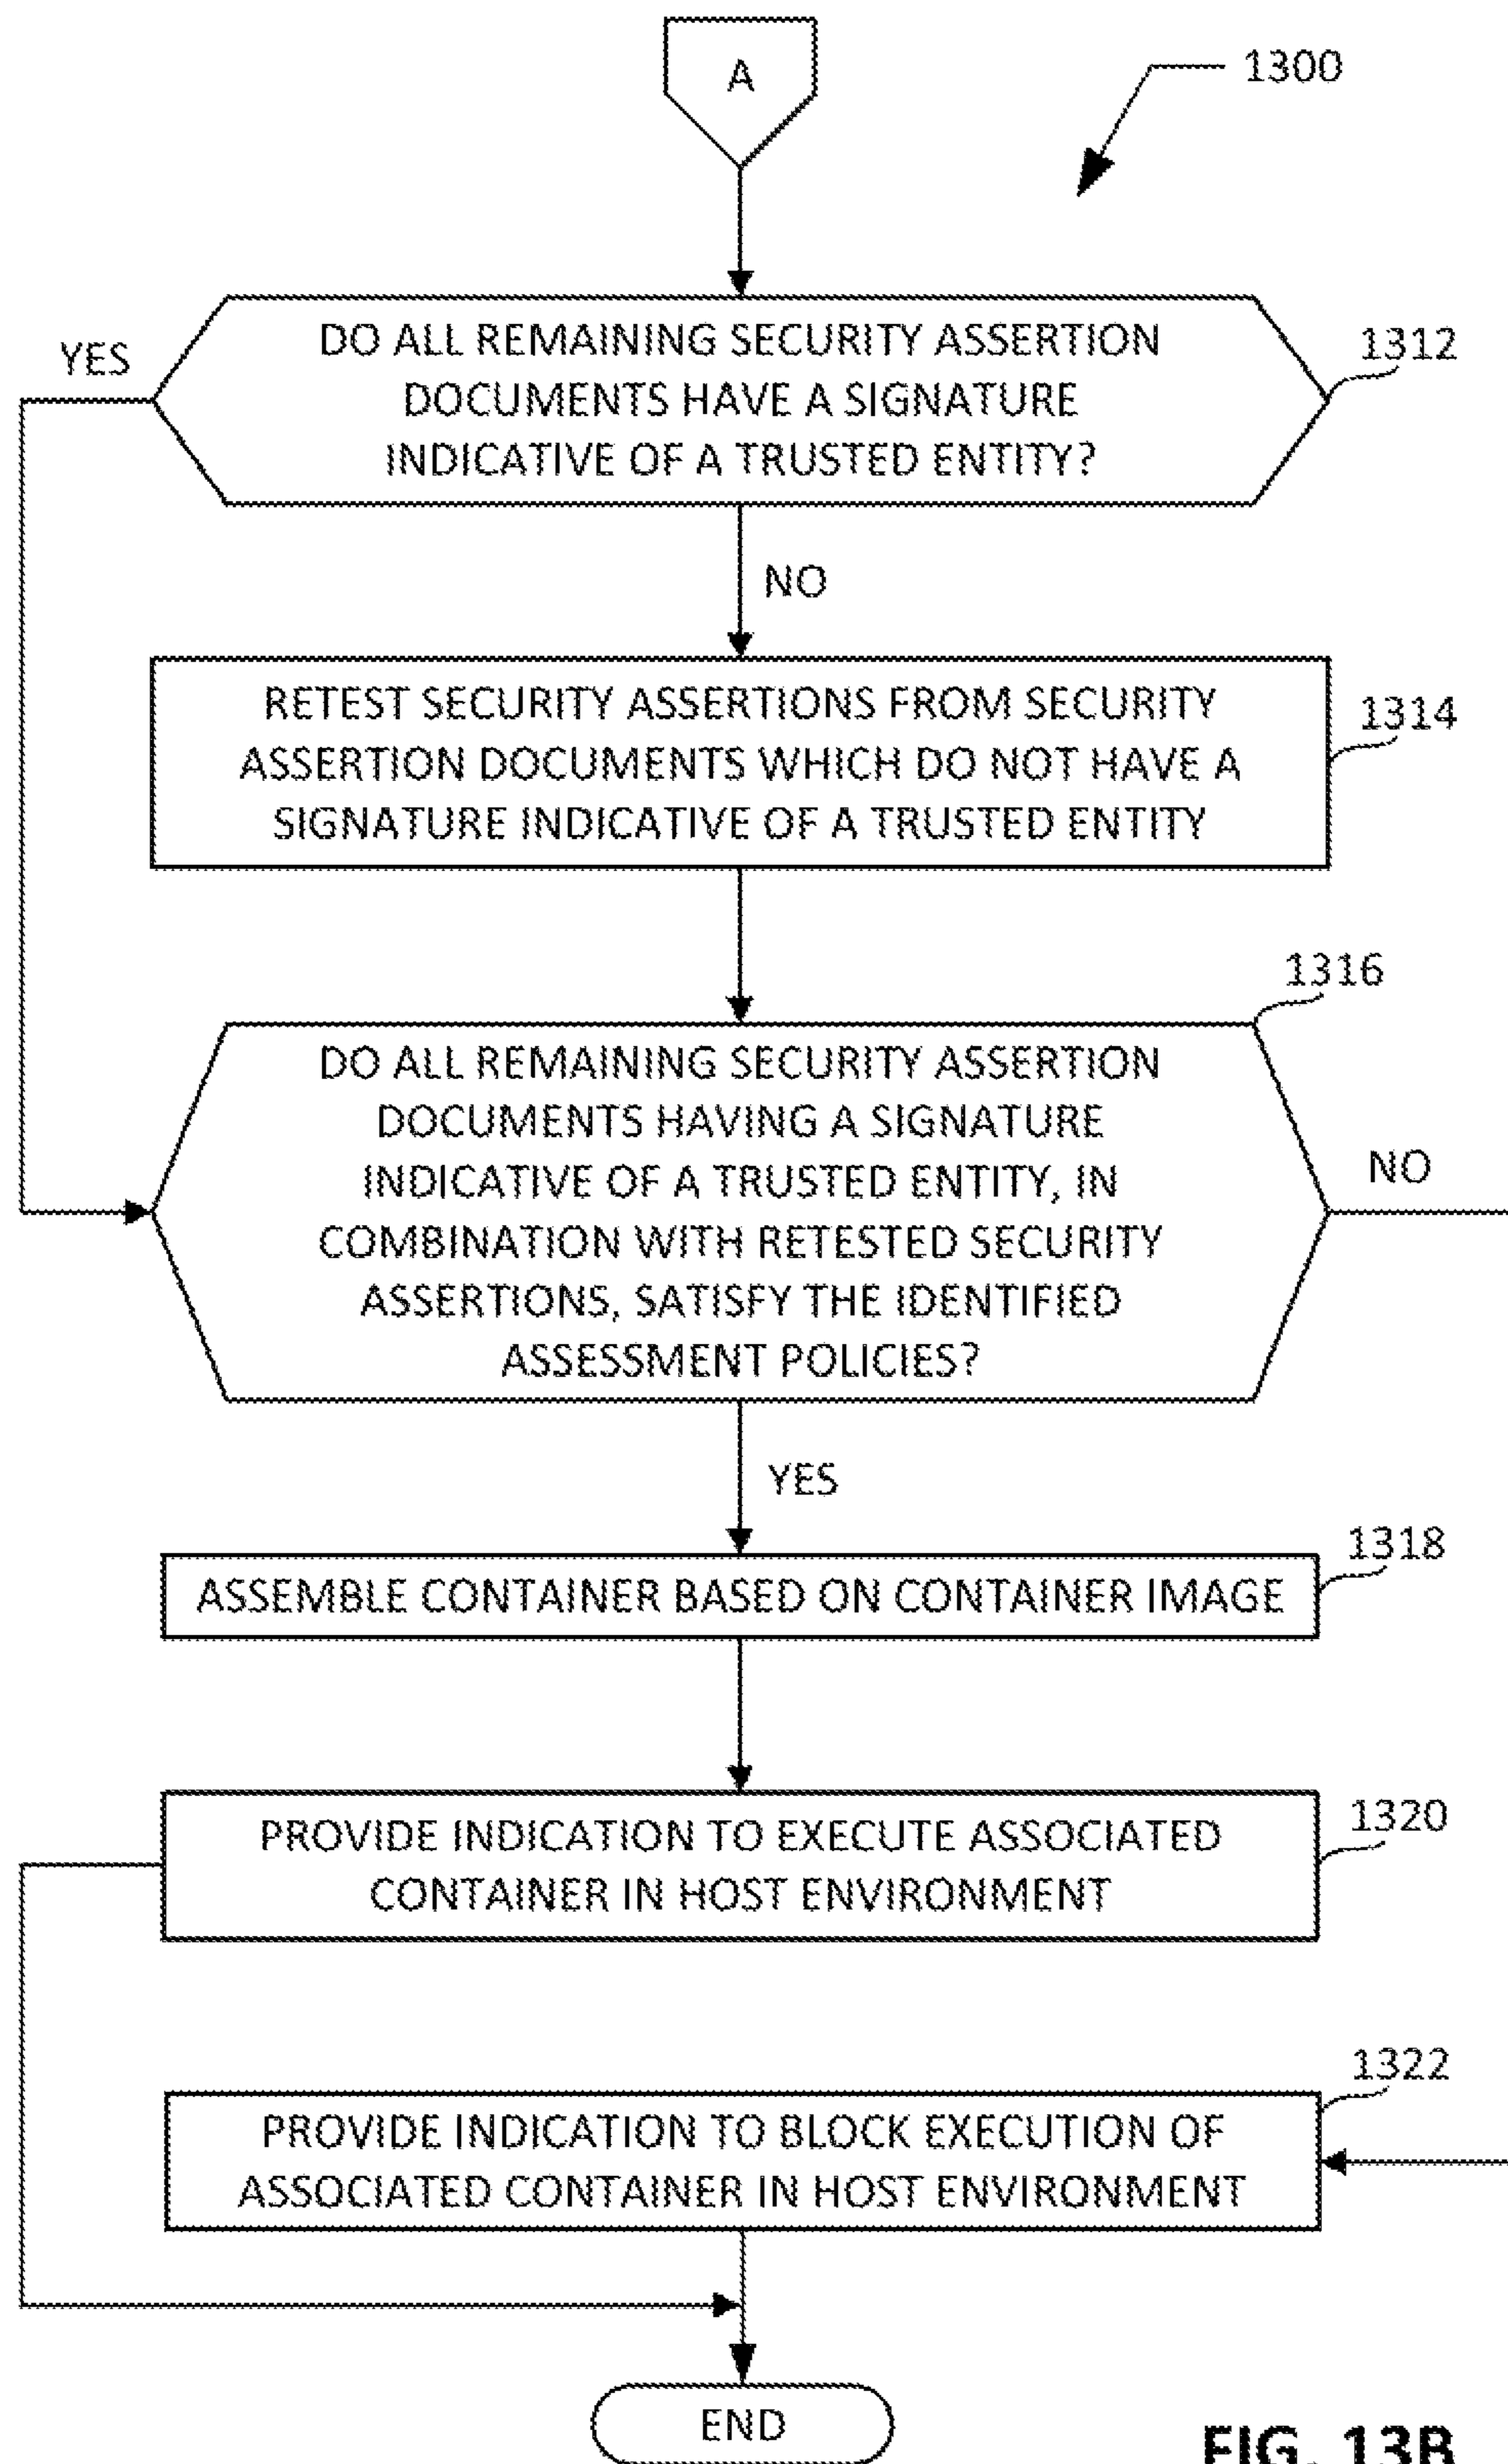 A
1300
DO ALL REMAINING SECURITY ASSERTION
DOCUMENTS HAVE A SIGNATURE
INDICATIVE OF A TRUSTED ENTITY?
1312
YES
NO
RETEST SECURITY ASSERTIONS FROM SECURITY
ASSERTION DOCUMENTS WHICH DO NOT HAVE A
SIGNATURE INDICATIVE OF A TRUSTED ENTITY
1314
1316
DO ALL REMAINING SECURITY ASSERTION
DOCUMENTS HAVING A SIGNATURE
INDICATIVE OF A TRUSTED ENTITY, IN
COMBINATION WITH RETESTED SECURITY
ASSERTIONS, SATISFY THE IDENTIFIED
ASSESSMENT POLICIES?
NO
YES
1318
ASSEMBLE CONTAINER BASED ON CONTAINER IMAGE
1320
PROVIDE INDICATION TO EXECUTE ASSOCIATED
CONTAINER IN HOST ENVIRONMENT
1322
PROVIDE INDICATION TO BLOCK EXECUTION OF
ASSOCIATED CONTAINER IN HOST ENVIRONMENT
END
FIG. 13B